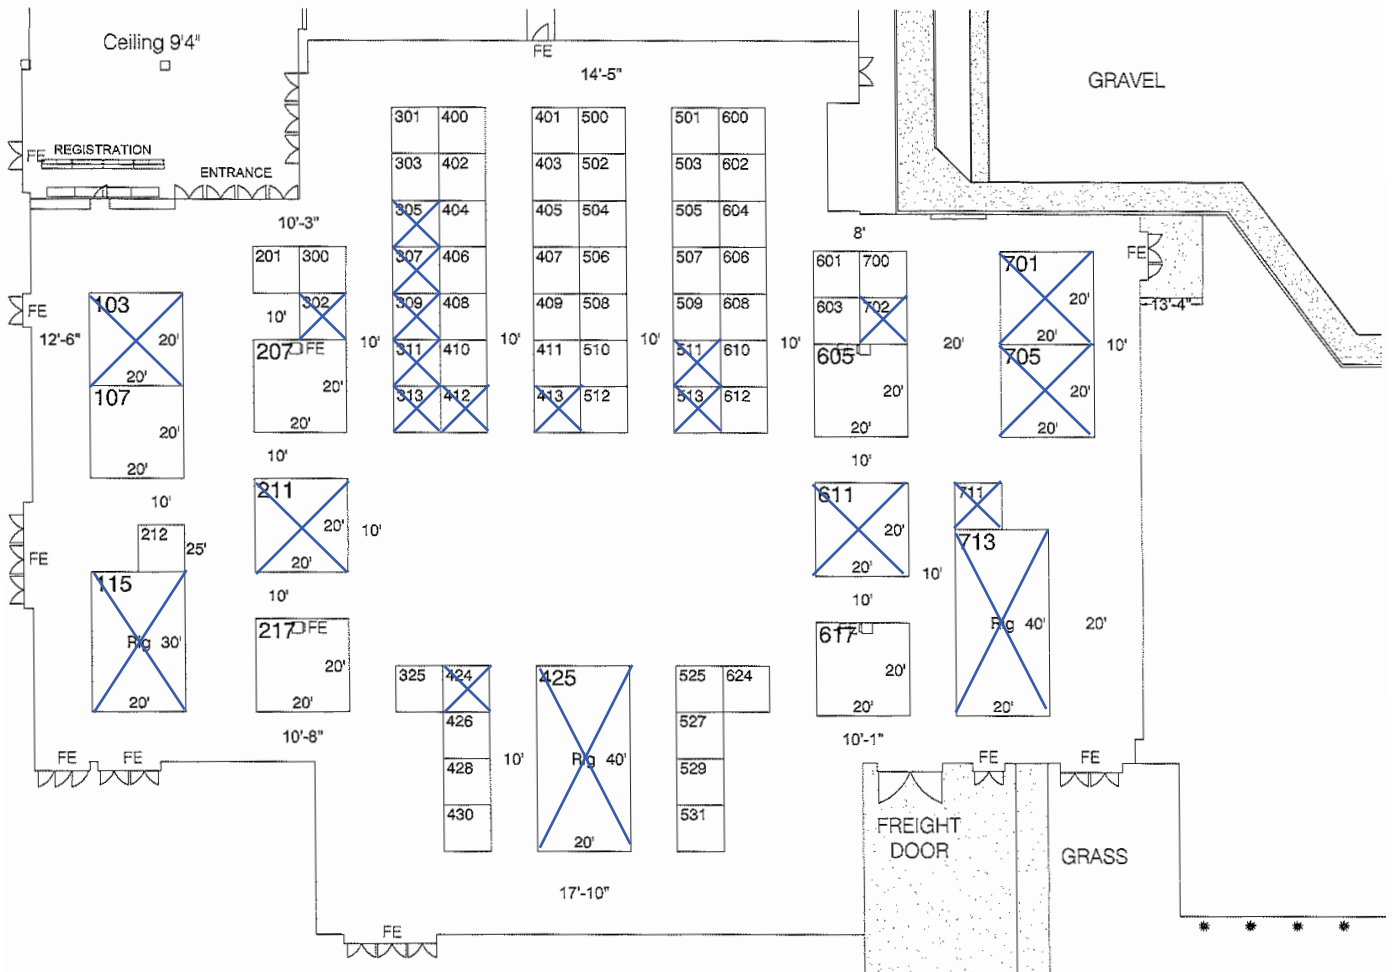 Ceiling 9'4"
FE
14'-5"
GRAVEL
FE REGISTRATION
ENTRANCE
301 400 401 500 501 600
303 402 403 502 503 602
305 404 405 504 505 604
10'-3" 8'
201 300 307 406 407 506 507 606 601 700 701 FE
103 20' 10' 302 309 408 409 508 509 608 603 702 20' 13'-4"
FE
12'-6" 20' 207 FE 10' 311 410 10' 411 510 10' 511 610 10' 605 20' 20' 10'
20' 705
107 20' 313 412 413 512 513 612 20' 20'
20' 20' 20' 20'
20' 10' 10'
10' 211 20' 10' 611 20' 711
212 25' 713
FE 20' 20'
115 10' 10' 10'
Rig 30' 217 FE 617 Rig 40' 20'
20' 20' 325 424 425 525 624 20' 20'
20' 20' 20'
10'-8" 426 527 10'-1"
FE FE 428 10' Rig 40' 529 FE FE
430 20' 531
FREIGHT
DOOR
GRASS
17'-10"
FE